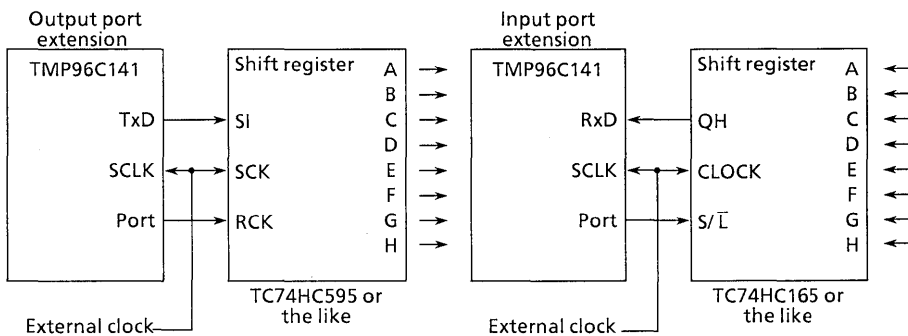 Output port
extension
TMP96C141
TxD
SCLK
Port
Shift register
SI
SCK
RCK
A
B
C
D
E
F
G
H
TC74HC595 or
the like
External clock
Input port
extension
TMP96C141
RxD
SCLK
Port
Shift register
QH
CLOCK
S/L̅
A
B
C
D
E
F
G
H
TC74HC165 or
the like
External clock